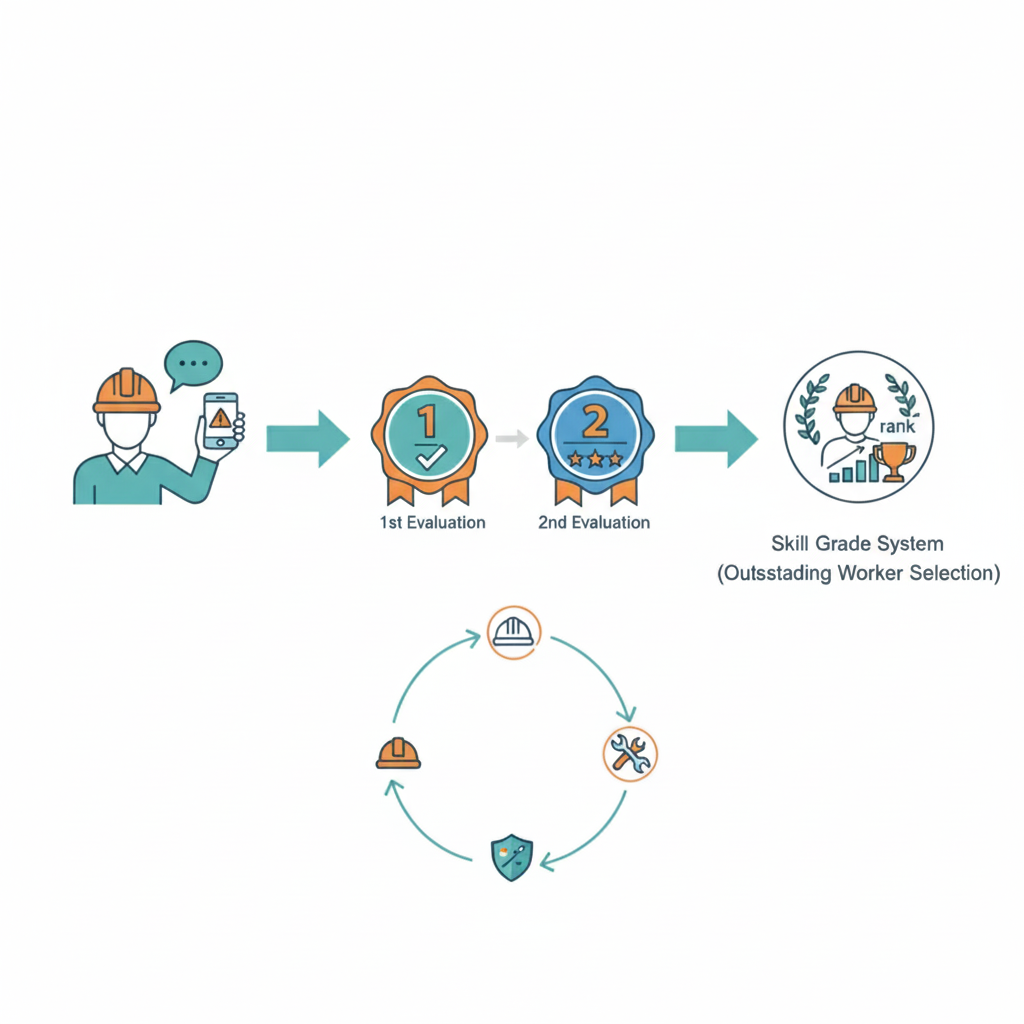 1
2
rank
1st Evaluation
2nd Evaluation
Skill Grade System
(Outsstading Worker Selection)